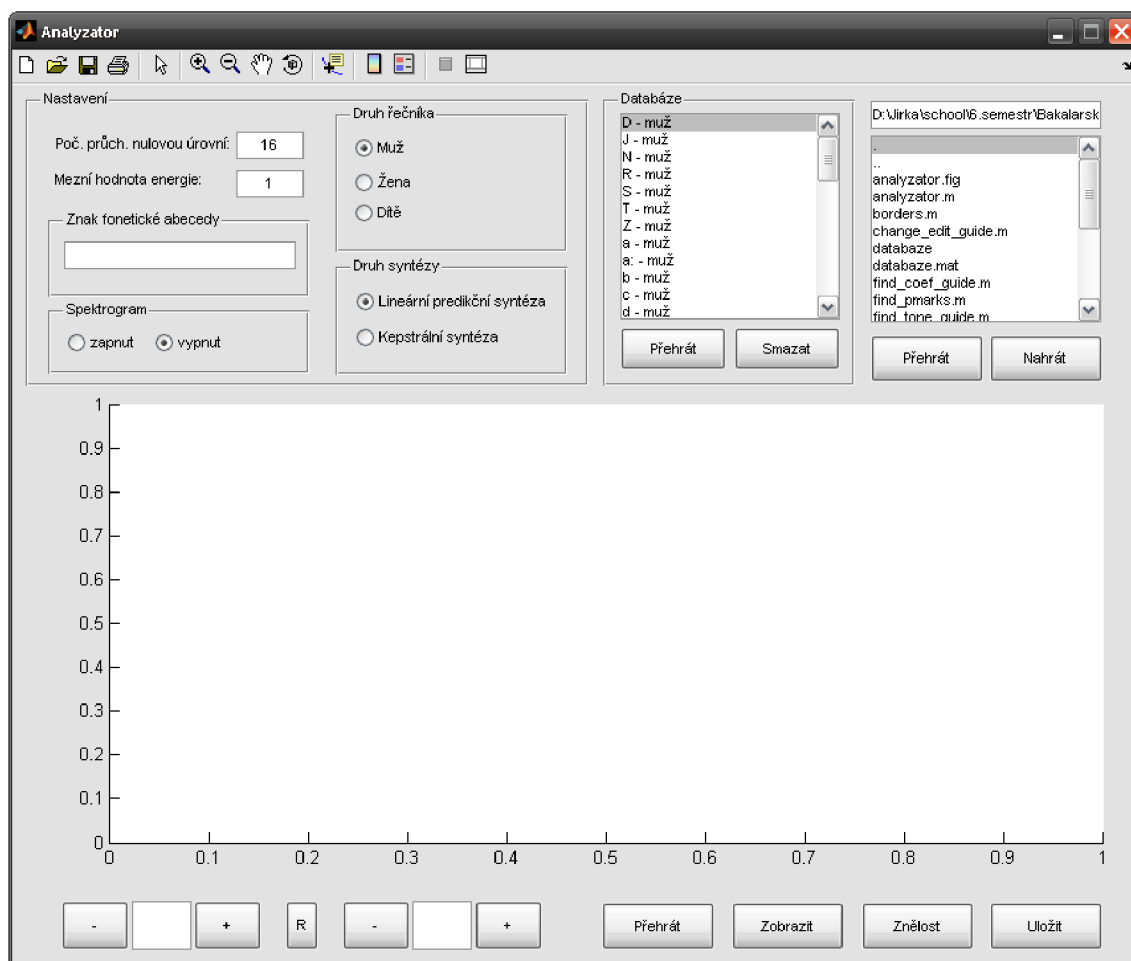 Analyzator
Nastavení
Poč. průch. nulovou úrovní:
16
Mezní hodnota energie:
1
Znak fonetické abecedy
Spektrogram
zapnut
vypnut
Druh řečníka
Muž
Žena
Dítě
Druh syntézy
Lineární predikční syntéza
Kepstrální syntéza
Databáze
D - muž
J - muž
N - muž
R - muž
S - muž
T - muž
Z - muž
a - muž
a: - muž
b - muž
c - muž
d - muž
Přehrát
Smazat
D:\Jirka\school\6.semestr\Bakalarsk
.
..
analyzator.fig
analyzator.m
borders.m
change_edit_guide.m
databaze
databaze.mat
find_coef_guide.m
find_pmarks.m
find_tone_guide.m
Přehrát
Nahrát
1
0.9
0.8
0.7
0.6
0.5
0.4
0.3
0.2
0.1
0
0
0.1
0.2
0.3
0.4
0.5
0.6
0.7
0.8
0.9
1
-
+
R
-
+
Přehrát
Zobrazit
Znělost
Uložit